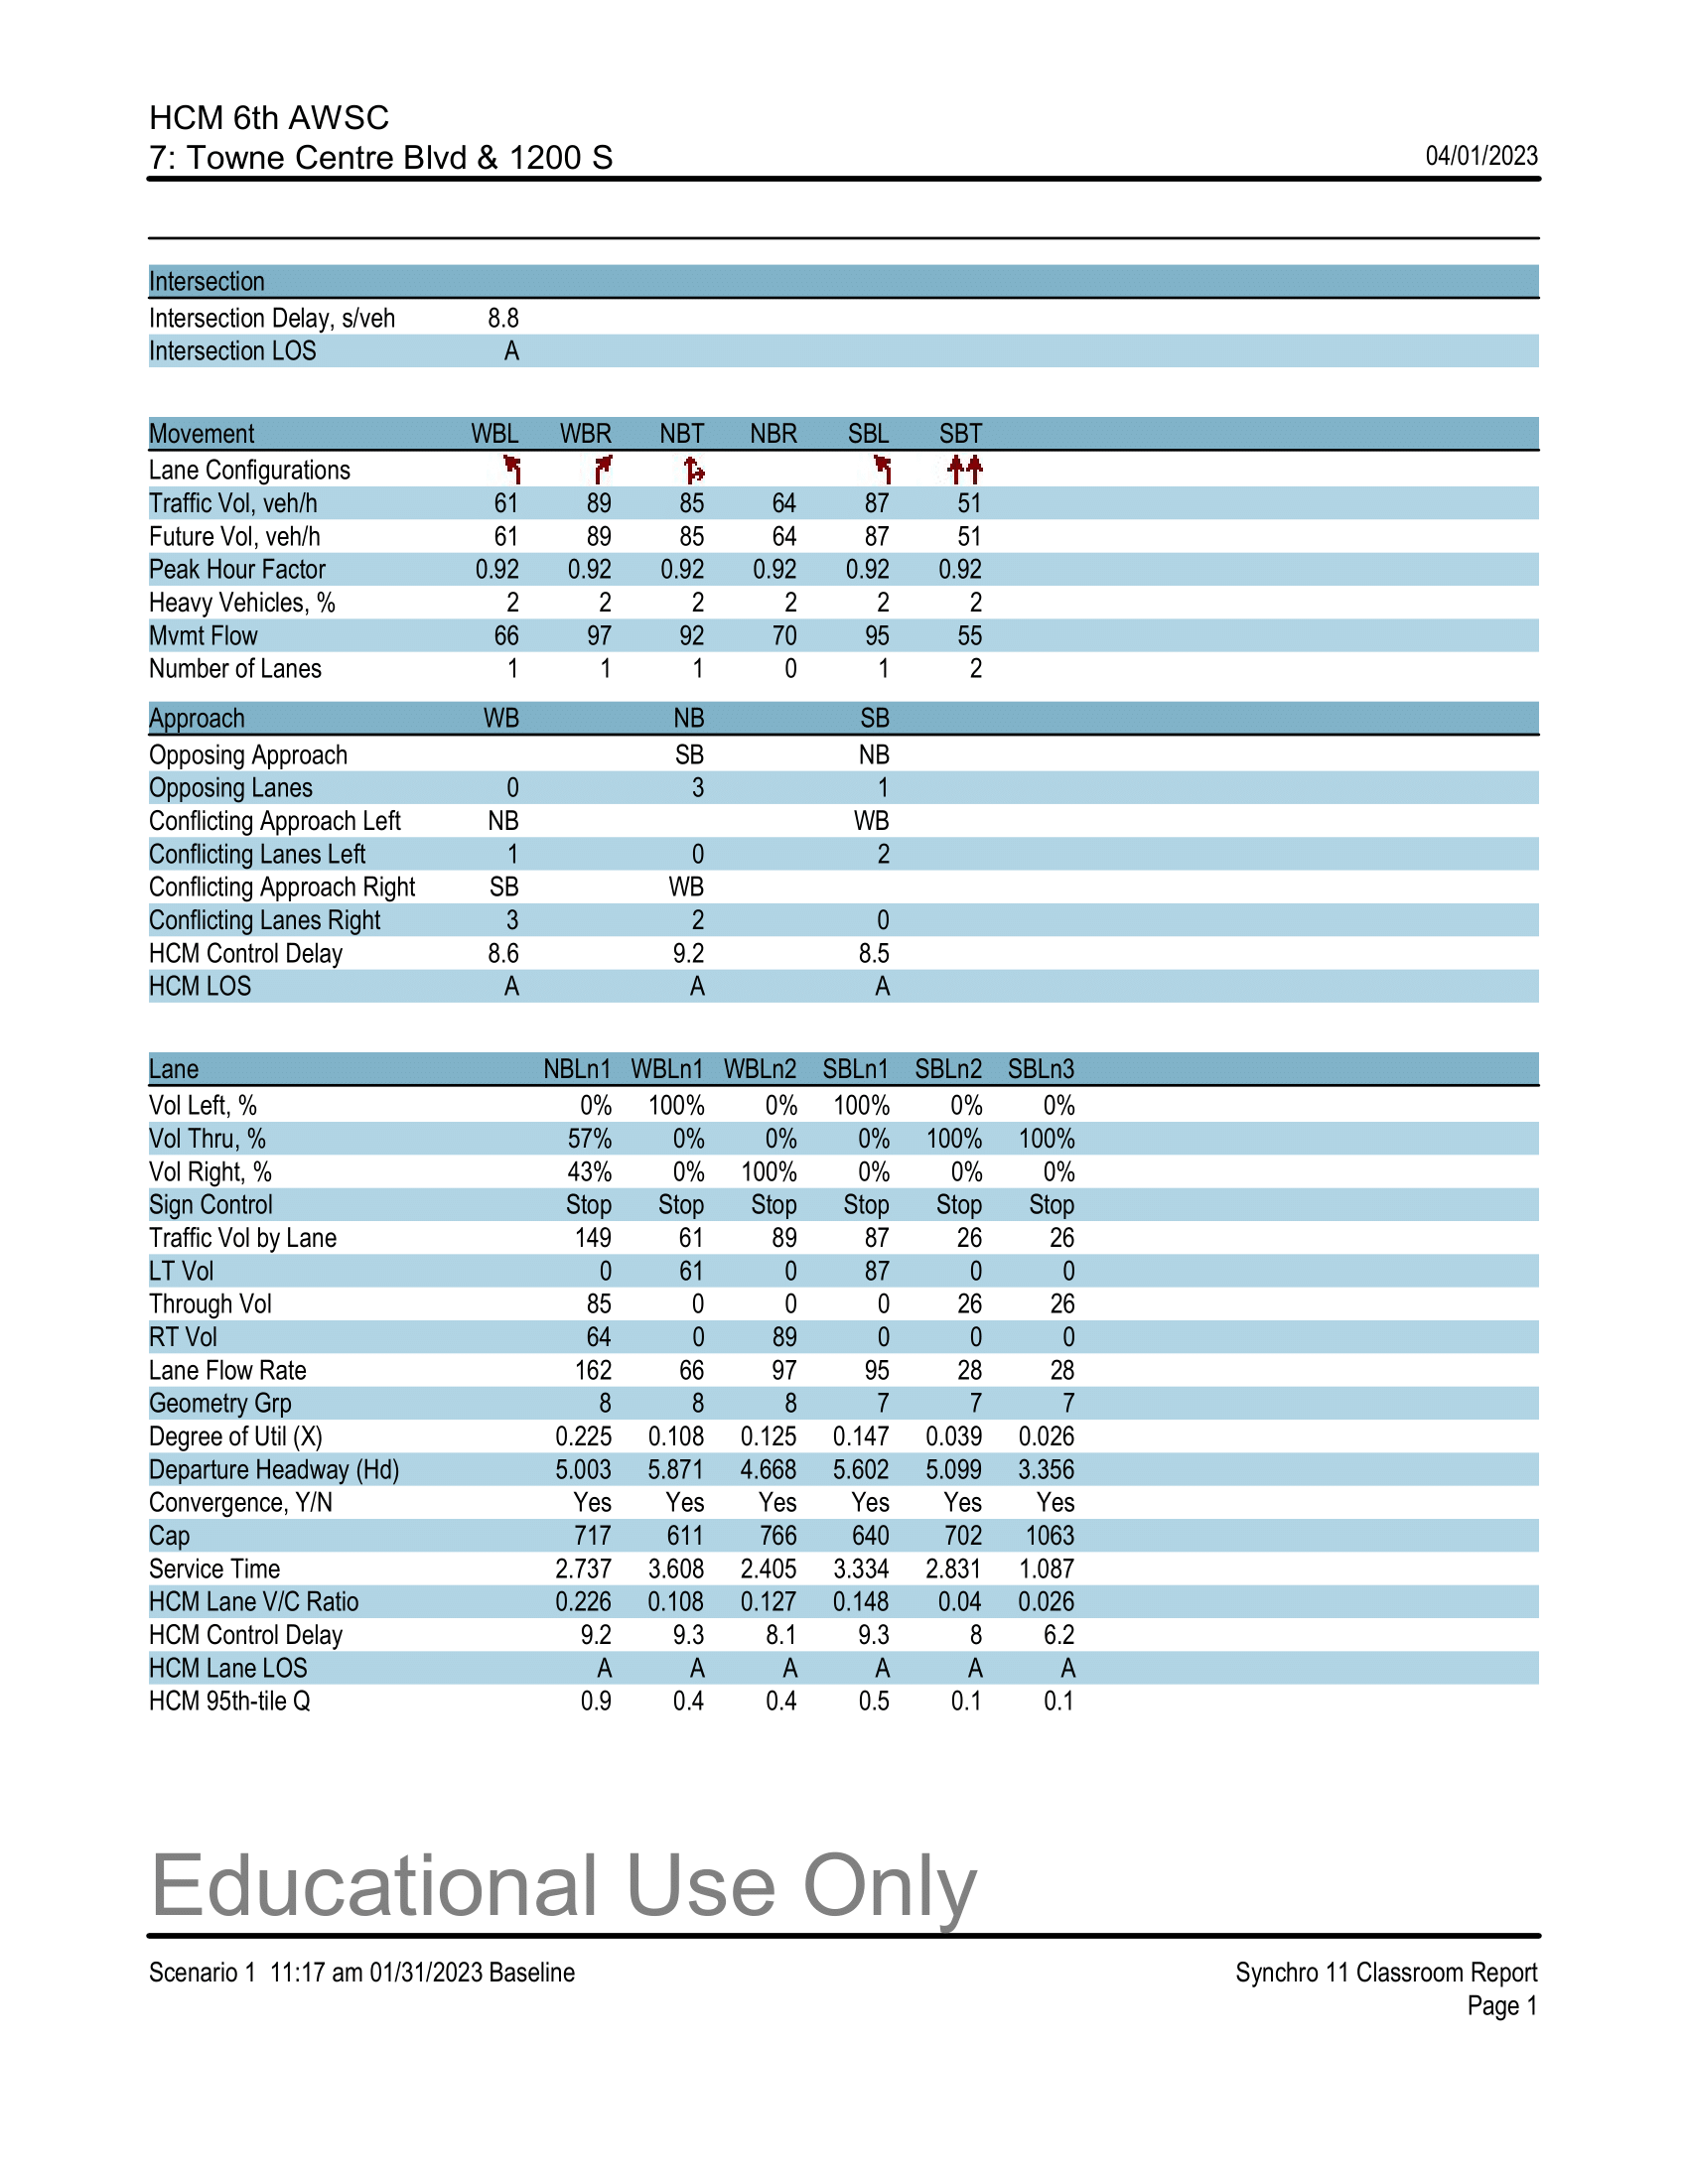 HCM 6th AWSC
7: Towne Centre Blvd & 1200 S 04/01/2023
Intersection
Intersection Delay, s/veh 8.8
Intersection LOS A
Movement WBL WBR NBT NBR SBL SBT
Lane Configurations
Traffic Vol, veh/h 61 89 85 64 87 51
Future Vol, veh/h 61 89 85 64 87 51
Peak Hour Factor 0.92 0.92 0.92 0.92 0.92 0.92
Heavy Vehicles, % 2 2 2 2 2 2
Mvmt Flow 66 97 92 70 95 55
Number of Lanes 1 1 1 0 1 2
Approach WB NB SB
Opposing Approach SB NB
Opposing Lanes 0 3 1
Conflicting Approach Left NB WB
Conflicting Lanes Left 1 0 2
Conflicting Approach Right SB WB
Conflicting Lanes Right 3 2 0
HCM Control Delay 8.6 9.2 8.5
HCM LOS A A A
Lane NBLn1 WBLn1 WBLn2 SBLn1 SBLn2 SBLn3
Vol Left, % 0% 100% 0% 100% 0% 0%
Vol Thru, % 57% 0% 0% 0% 100% 100%
Vol Right, % 43% 0% 100% 0% 0% 0%
Sign Control Stop Stop Stop Stop Stop Stop
Traffic Vol by Lane 149 61 89 87 26 26
LT Vol 0 61 0 87 0 0
Through Vol 85 0 0 0 26 26
RT Vol 64 0 89 0 0 0
Lane Flow Rate 162 66 97 95 28 28
Geometry Grp 8 8 8 7 7 7
Degree of Util (X) 0.225 0.108 0.125 0.147 0.039 0.026
Departure Headway (Hd) 5.003 5.871 4.668 5.602 5.099 3.356
Convergence, Y/N Yes Yes Yes Yes Yes Yes
Cap 717 611 766 640 702 1063
Service Time 2.737 3.608 2.405 3.334 2.831 1.087
HCM Lane V/C Ratio 0.226 0.108 0.127 0.148 0.04 0.026
HCM Control Delay 9.2 9.3 8.1 9.3 8 6.2
HCM Lane LOS A A A A A A
HCM 95th-tile Q 0.9 0.4 0.4 0.5 0.1 0.1
Educational Use Only
Scenario 1 11:17 am 01/31/2023 Baseline Synchro 11 Classroom Report
Page 1